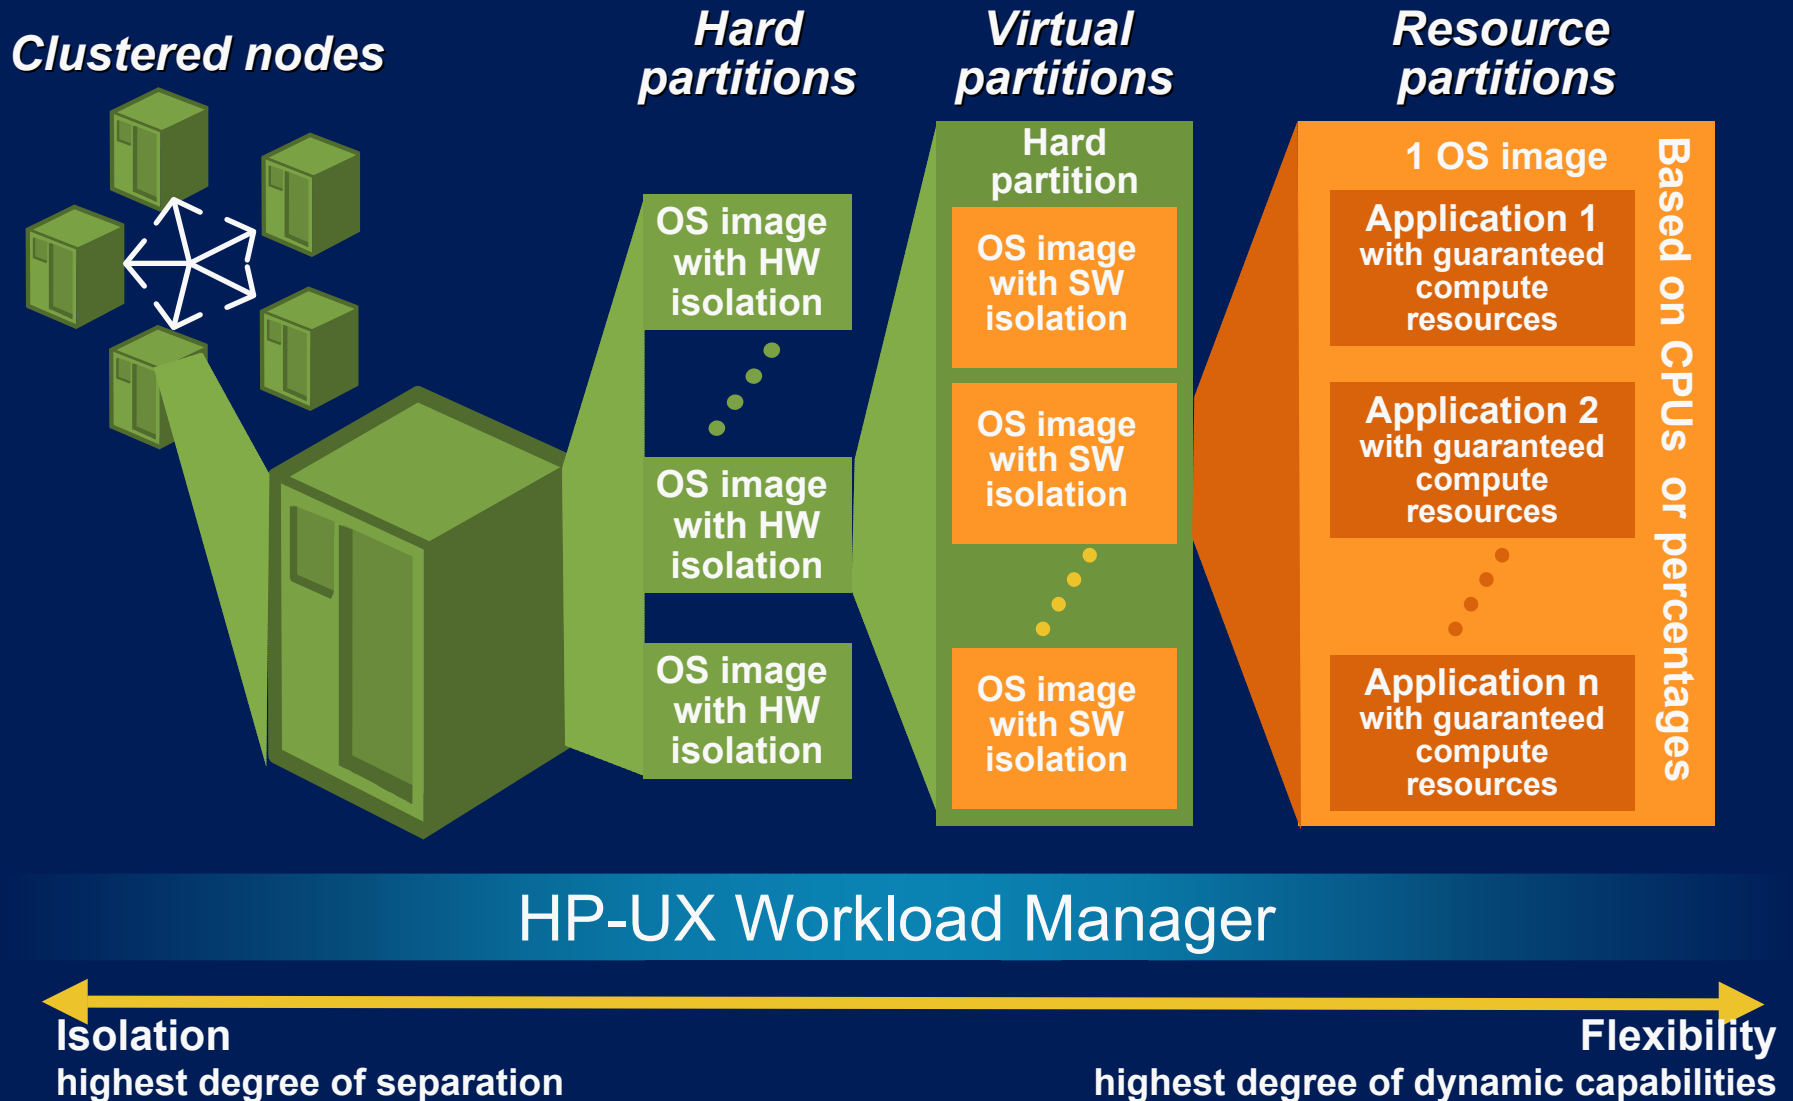 Clustered nodes
Hard
partitions
Virtual
partitions
Resource
partitions
OS image
with HW
isolation
OS image
with HW
isolation
OS image
with HW
isolation
Hard
partition
OS image
with SW
isolation
OS image
with SW
isolation
OS image
with SW
isolation
1 OS image
Application 1
with guaranteed
compute
resources
Application 2
with guaranteed
compute
resources
Application n
with guaranteed
compute
resources
Based on CPUs or percentages
HP-UX Workload Manager
Isolation
highest degree of separation
Flexibility
highest degree of dynamic capabilities